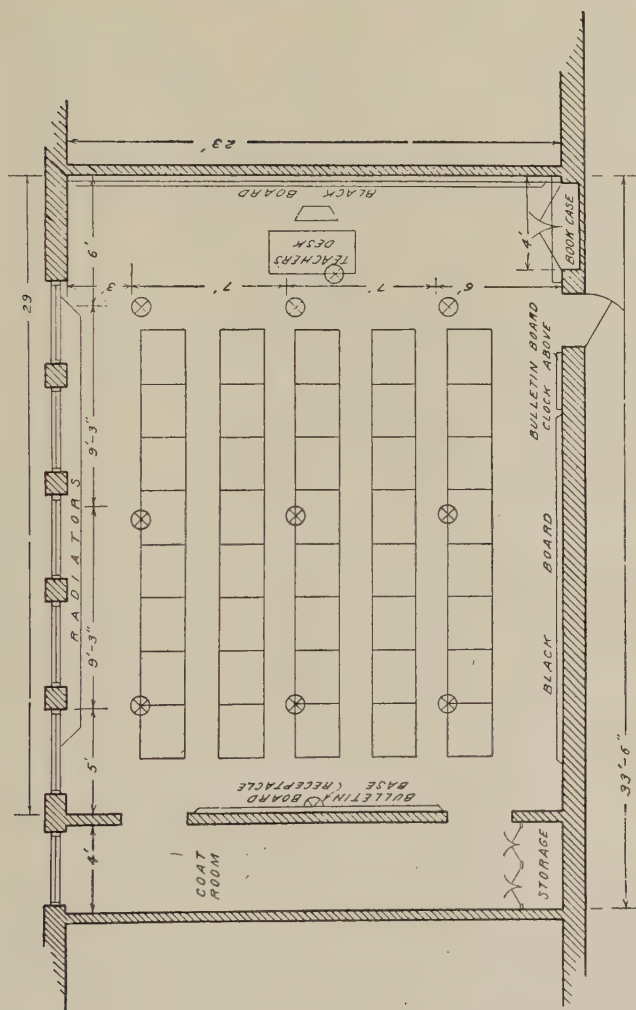 23'
29
BLACK BOARD
6'
4'
BOOK CASE
TEACHERS
DESK
3'
7'
7'
6'
9'-3"
BULLETIN BOARD
CLOCK ABOVE
RADIATORS
9'-3"
BLACK BOARD
5'
BULLETIN BOARD
BASE (RECEPTACLE
4'
COAT
ROOM
STORAGE
33'-6"